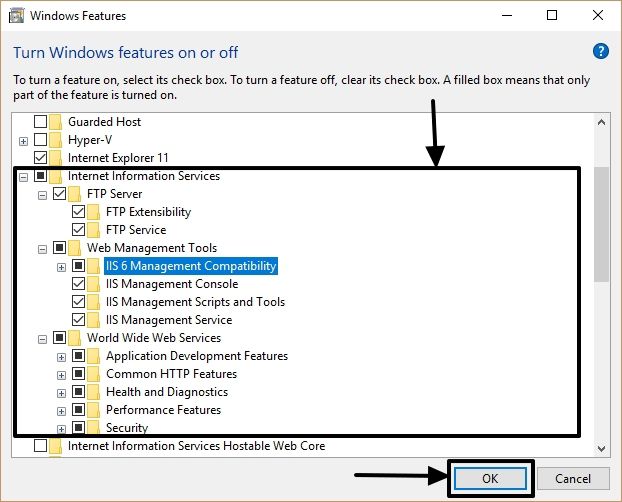 Windows Features
Turn Windows features on or off
?
To turn a feature on, select its check box. To turn a feature off, clear its check box. A filled box means that only
part of the feature is turned on.
Guarded Host
Hyper-V
Internet Explorer 11
Internet Information Services
FTP Server
FTP Extensibility
FTP Service
Web Management Tools
IIS 6 Management Compatibility
IIS Management Console
IIS Management Scripts and Tools
IIS Management Service
World Wide Web Services
Application Development Features
Common HTTP Features
Health and Diagnostics
Performance Features
Security
Internet Information Services Hostable Web Core
OK
Cancel